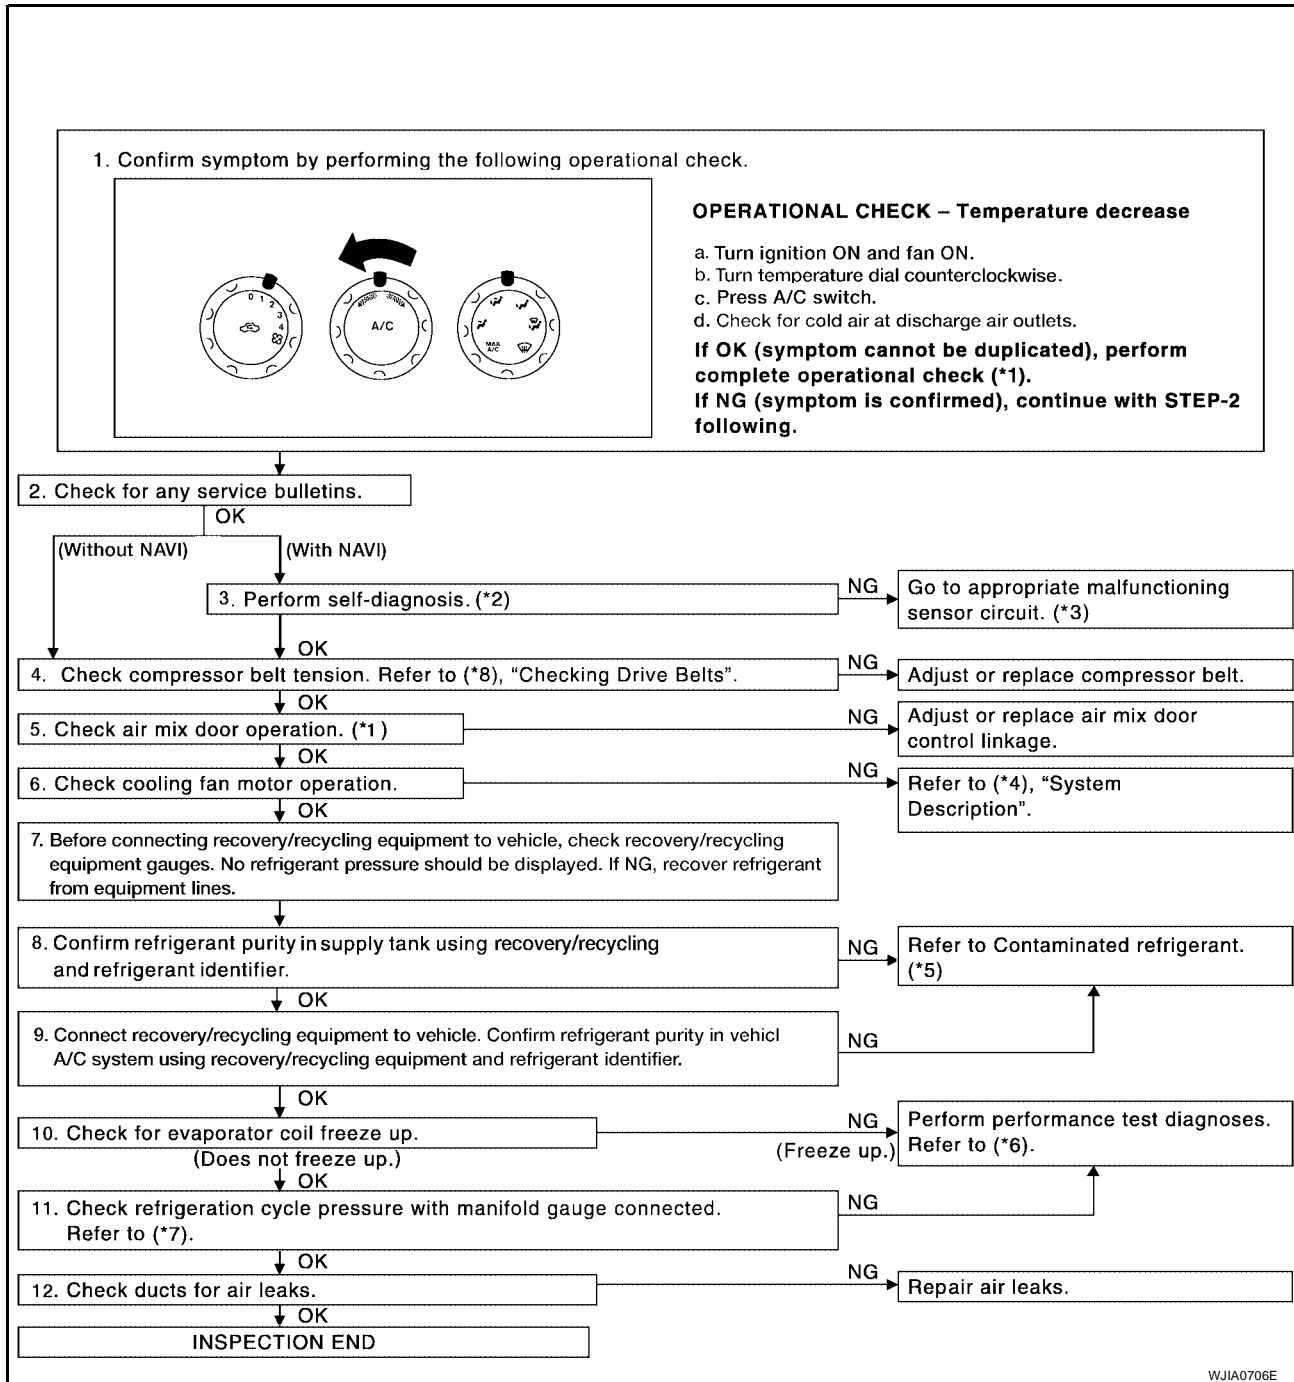 1. Confirm symptom by performing the following operational check.
0 1 2 3 4
A/C
MAX A/C
OPERATIONAL CHECK – Temperature decrease
a. Turn ignition ON and fan ON.
b. Turn temperature dial counterclockwise.
c. Press A/C switch.
d. Check for cold air at discharge air outlets.
If OK (symptom cannot be duplicated), perform
complete operational check (*1).
If NG (symptom is confirmed), continue with STEP-2
following.
2. Check for any service bulletins.
OK
(Without NAVI)
(With NAVI)
3. Perform self-diagnosis. (*2)
NG
Go to appropriate malfunctioning
sensor circuit. (*3)
OK
4. Check compressor belt tension. Refer to (*8), “Checking Drive Belts”.
NG
Adjust or replace compressor belt.
OK
5. Check air mix door operation. (*1)
NG
Adjust or replace air mix door
control linkage.
OK
6. Check cooling fan motor operation.
NG
Refer to (*4), “System
Description”.
OK
7. Before connecting recovery/recycling equipment to vehicle, check recovery/recycling
equipment gauges. No refrigerant pressure should be displayed. If NG, recover refrigerant
from equipment lines.
8. Confirm refrigerant purity in supply tank using recovery/recycling
and refrigerant identifier.
NG
Refer to Contaminated refrigerant.
(*5)
OK
9. Connect recovery/recycling equipment to vehicle. Confirm refrigerant purity in vehicl
A/C system using recovery/recycling equipment and refrigerant identifier.
NG
OK
10. Check for evaporator coil freeze up.
NG
(Freeze up.)
Perform performance test diagnoses.
Refer to (*6).
(Does not freeze up.)
OK
11. Check refrigeration cycle pressure with manifold gauge connected.
Refer to (*7).
NG
OK
12. Check ducts for air leaks.
NG
Repair air leaks.
OK
INSPECTION END
WJIA0706E